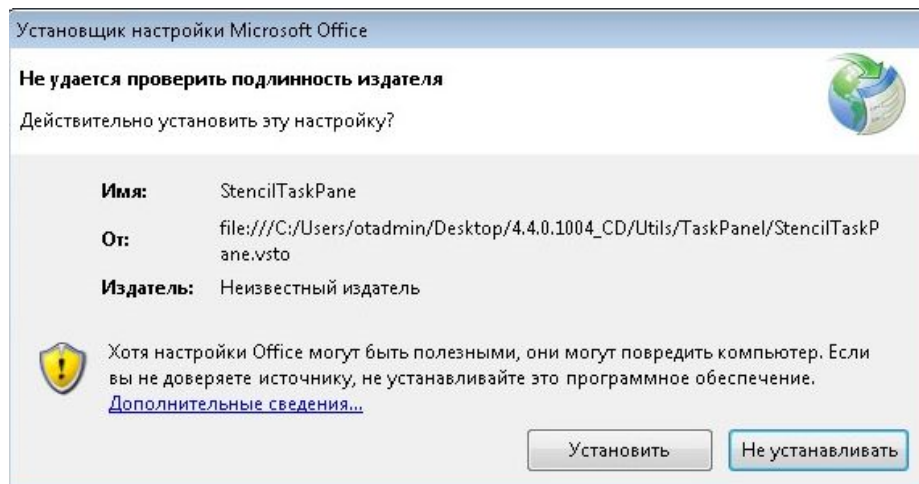 Установщик настройки Microsoft Office
Не удается проверить подлинность издателя
Действительно установить эту настройку?
Имя: StencilTaskPane
От: file:///C:/Users/otadmin/Desktop/4.4.0.1004_CD/Utils/TaskPanel/StencilTaskP
ane.vsto
Издатель: Неизвестный издатель
Хотя настройки Office могут быть полезными, они могут повредить компьютер. Если
вы не доверяете источнику, не устанавливайте это программное обеспечение.
Дополнительные сведения...
Установить Не устанавливать